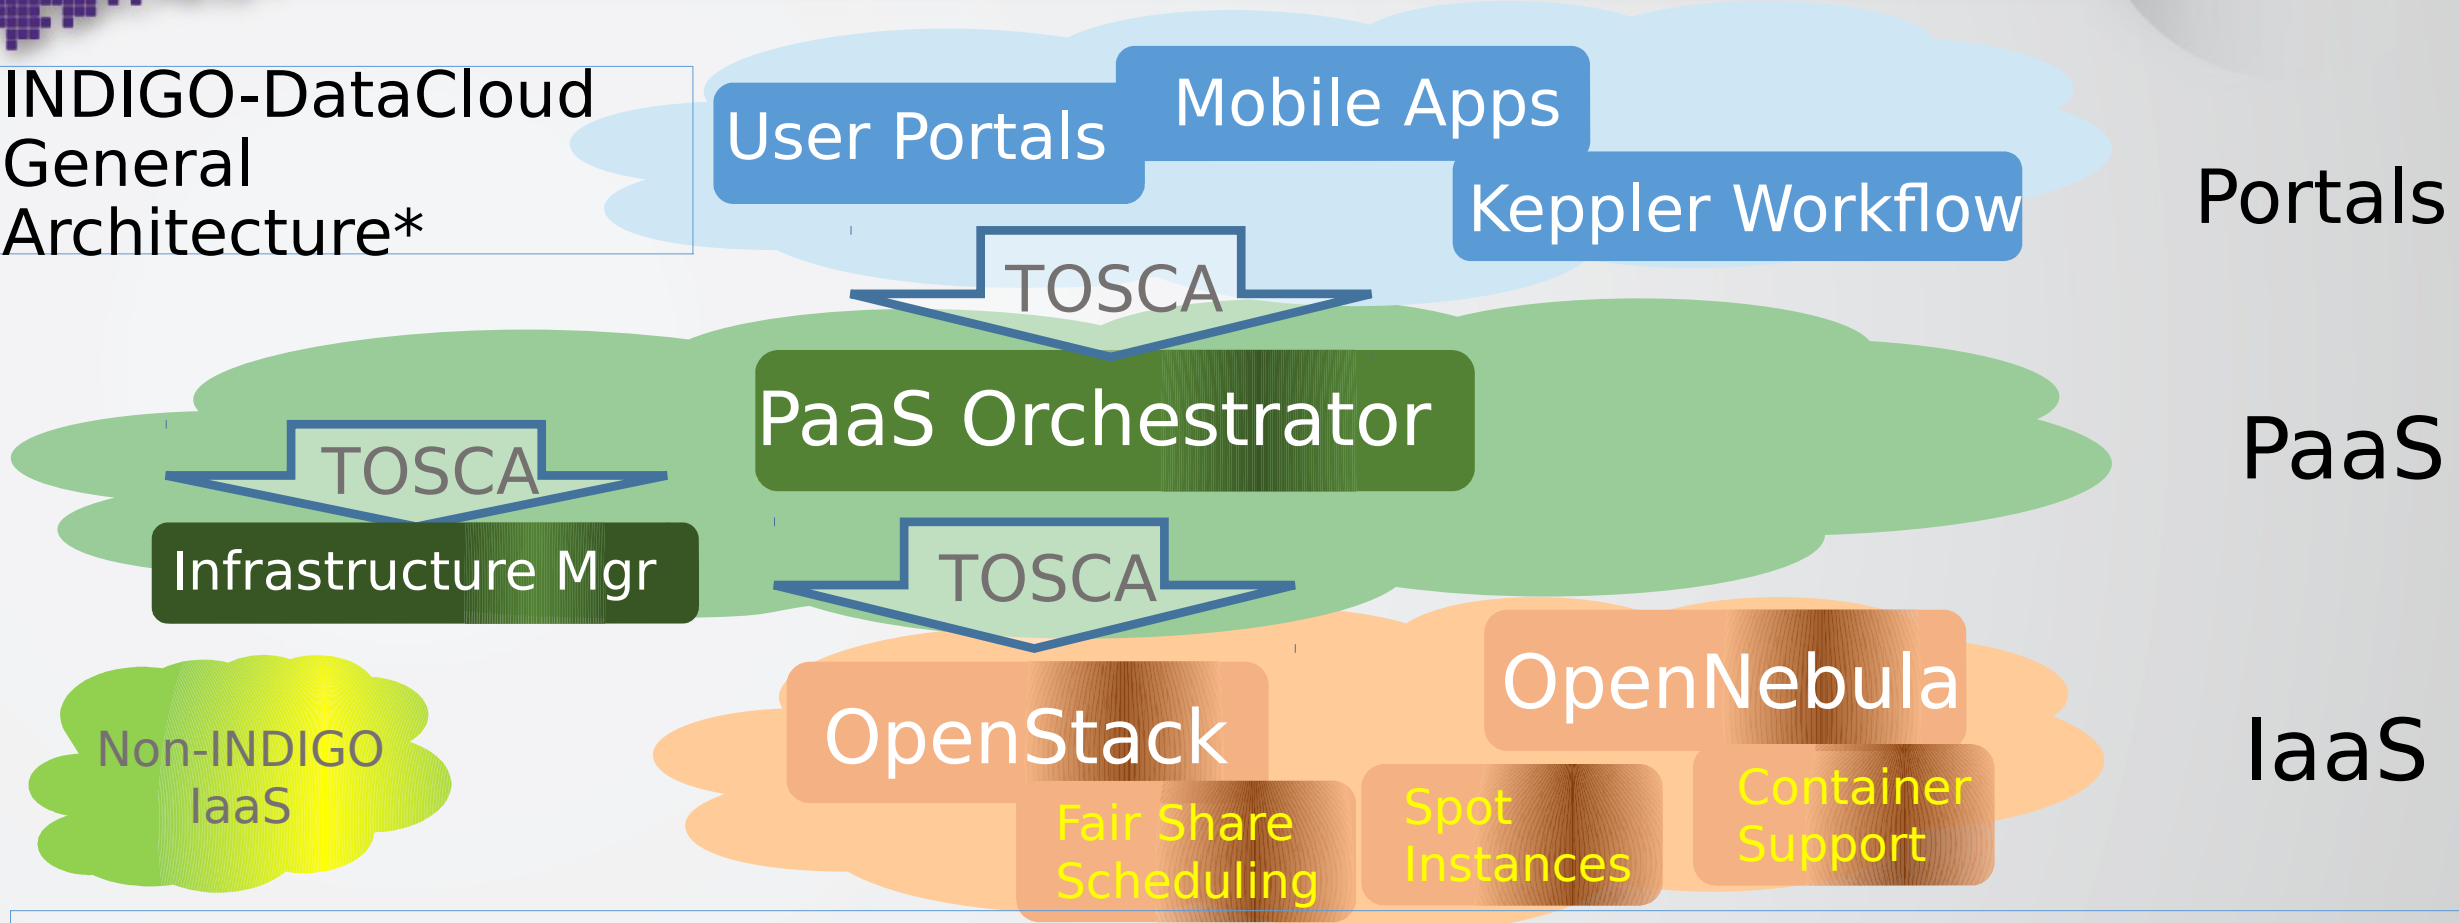 INDIGO-DataCloud
General
Architecture*
User Portals
Mobile Apps
Keppler Workflow
Portals
TOSCA
PaaS Orchestrator
PaaS
TOSCA
Infrastructure Mgr
TOSCA
Non-INDIGO
IaaS
OpenStack
OpenNebula
IaaS
Fair Share
Scheduling
Spot
Instances
Container
Support